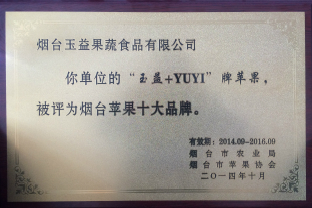 烟台玉益果蔬食品有限公司
你单位的“玉益+YUYI”牌苹果，
被评为烟台苹果十大品牌。
有效期：2014.09-2016.09
烟台市农业局
烟台市苹果协会
二〇一四年十月